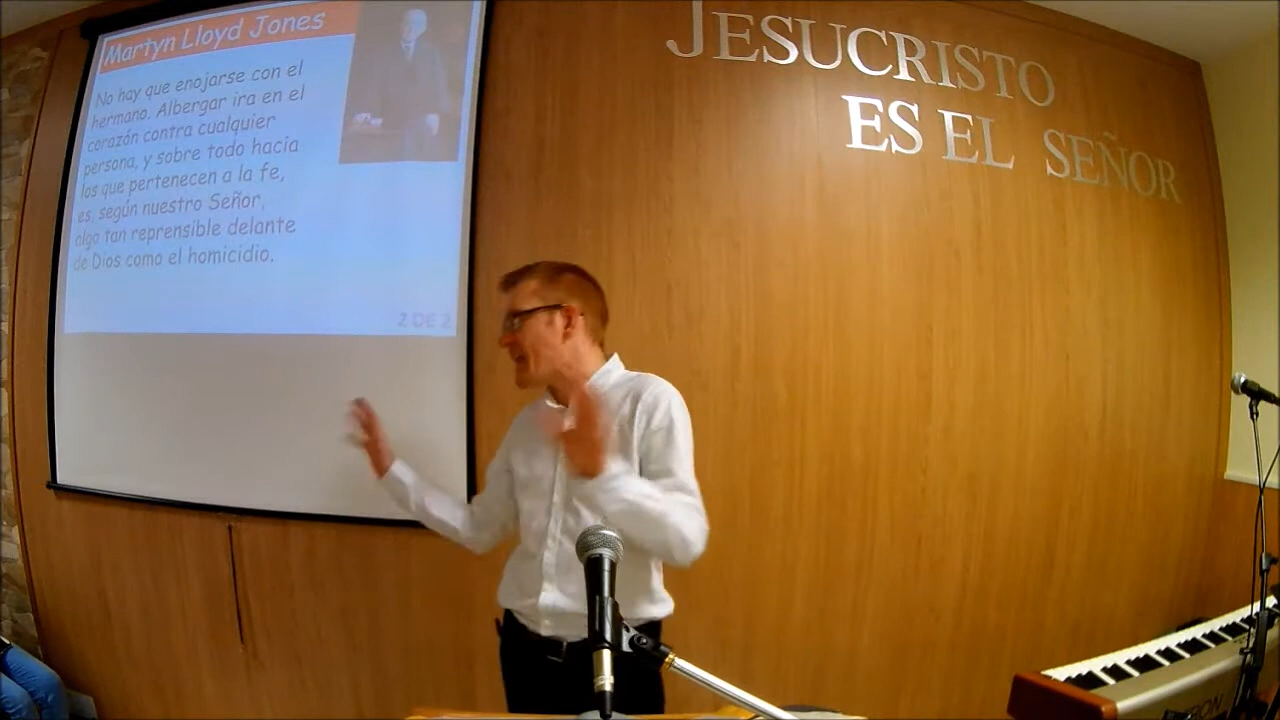 Martyn Lloyd Jones
No hay que enojarse con el
hermano. Albergar ira en el
corazón contra cualquier
persona, y sobre todo hacia
los que pertenecen a la fe,
es, según nuestro Señor,
algo tan reprensible delante
de Dios como el homicidio.
2 DE 2
JESUCRISTO
ES EL SEÑOR